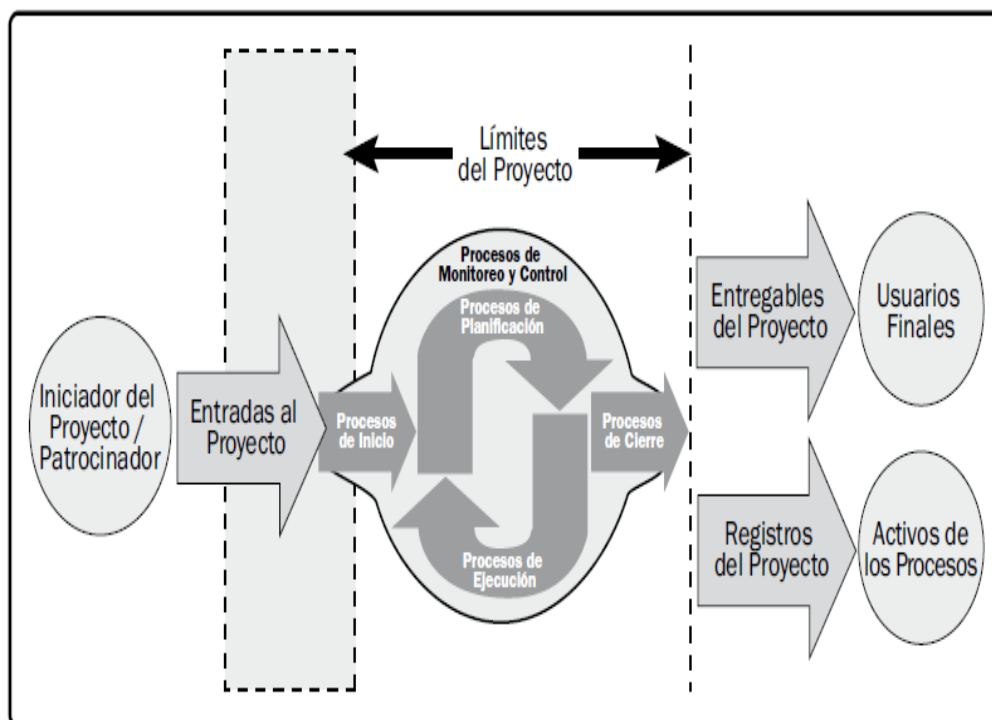 Límites
del Proyecto
Procesos de
Monitoreo y Control
Procesos de
Planificación
Iniciador del
Proyecto /
Patrocinador
Entradas al
Proyecto
Procesos
de Inicio
Procesos
de Cierre
Procesos de
Ejecución
Entregables
del Proyecto
Usuarios
Finales
Registros
del Proyecto
Activos de
los Procesos